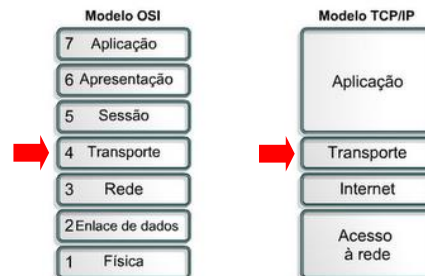 Modelo OSI
7 Aplicação
6 Apresentação
5 Sessão
4 Transporte
3 Rede
2 Enlace de dados
1 Física
Modelo TCP/IP
Aplicação
Transporte
Internet
Acesso
à rede